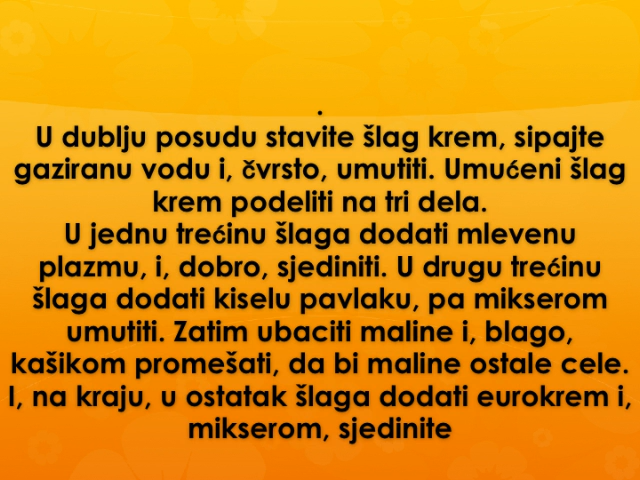 .
U dublju posudu stavite šlag krem, sipajte
gaziranu vodu i, čvrsto, umutiti. Umućeni šlag
krem podeliti na tri dela.
U jednu trećinu šlaga dodati mlevenu
plazmu, i, dobro, sjediniti. U drugu trećinu
šlaga dodati kiselu pavlaku, pa mikserom
umutiti. Zatim ubaciti maline i, blago,
kašikom promešati, da bi maline ostale cele.
I, na kraju, u ostatak šlaga dodati eurokrem i,
mikserom, sjedinite